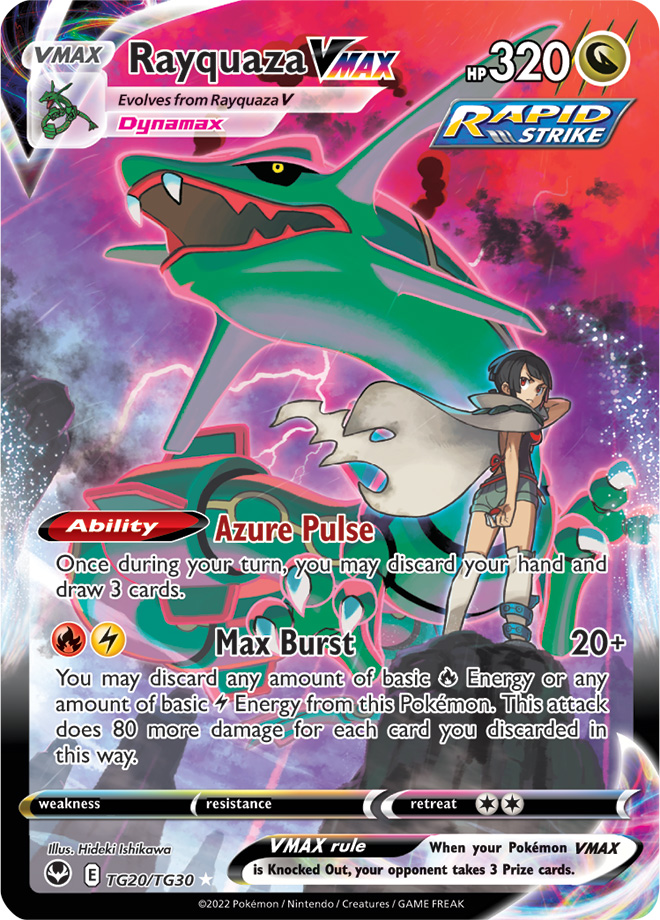 VMAX
Rayquaza VMAX
HP 320
Evolves from Rayquaza V
Dynamax
RAPID
STRIKE
Ability
Azure Pulse
Once during your turn, you may discard your hand and
draw 3 cards.
Max Burst 20+
You may discard any amount of basic Energy or any
amount of basic Energy from this Pokémon. This attack
does 80 more damage for each card you discarded in
this way.
weakness resistance retreat
Illus. Hideki Ishikawa
VMAX rule When your Pokémon VMAX
is Knocked Out, your opponent takes 3 Prize cards.
E TG20/TG30
©2022 Pokémon / Nintendo / Creatures / GAME FREAK